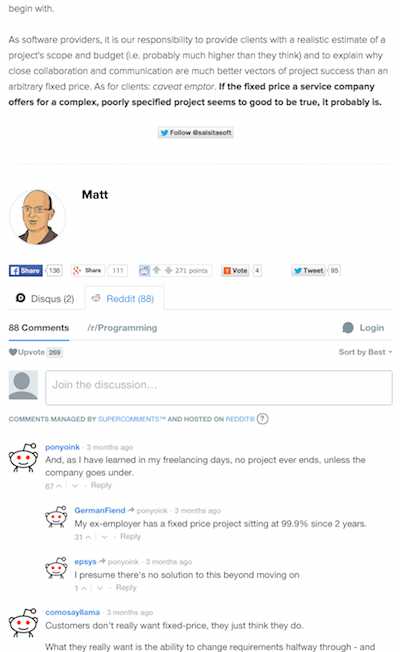 begin with.
As software providers, it is our responsibility to provide clients with a realistic estimate of a
project's scope and budget (i.e. probably much higher than they think) and to explain why
close collaboration and communication are much better vectors of project success than an
arbitrary fixed price. As for clients: caveat emptor. If the fixed price a service company
offers for a complex, poorly specified project seems to good to be true, it probably is.
Follow @salsitasoft
Matt
Share 136 Share 111 271 points Vote 4 Tweet 95
Disqus (2) Reddit (88)
88 Comments /r/Programming Login
Upvote 269 Sort by Best
Join the discussion...
COMMENTS MANAGED BY SUPERCOMMENTS™ AND HOSTED ON REDDIT® ?
ponyoink · 3 months ago
And, as I have learned in my freelancing days, no project ever ends, unless the
company goes under.
67 · Reply
GermanFiend ponyoink · 3 months ago
My ex-employer has a fixed price project sitting at 99.9% since 2 years.
31 · Reply
epsys ponyoink · 3 months ago
I presume there's no solution to this beyond moving on
1 · Reply
comosayllama · 3 months ago
Customers don't really want fixed-price, they just think they do.
What they really want is the ability to change requirements halfway through - and